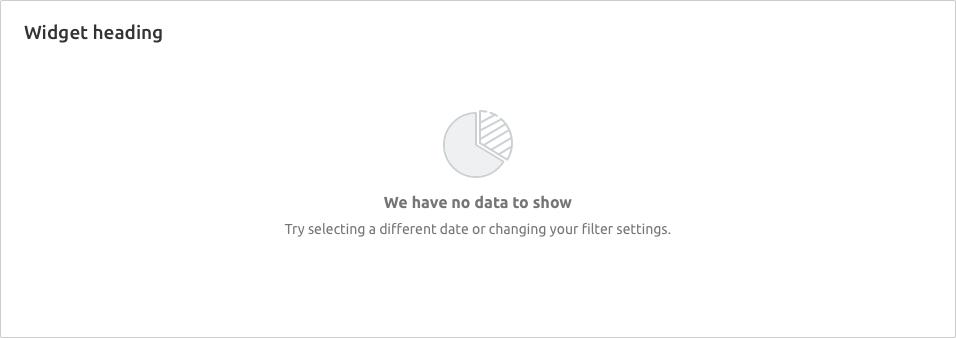 Widget heading
We have no data to show
Try selecting a different date or changing your filter settings.